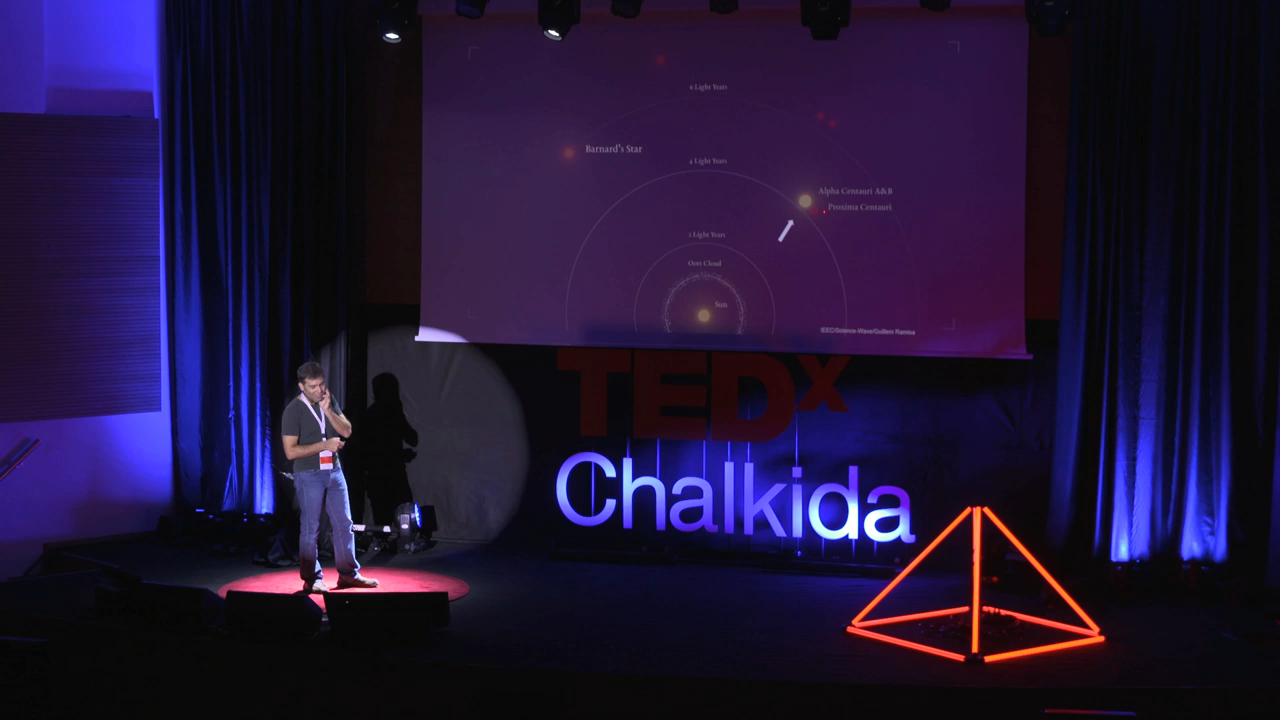 6 Light Years
Barnard's Star
4 Light Years
Alpha Centauri A&B
Proxima Centauri
2 Light Years
Oort Cloud
Sun
IEEC/Science-Wave/Guillem Ramisa
TEDx
Chalkida